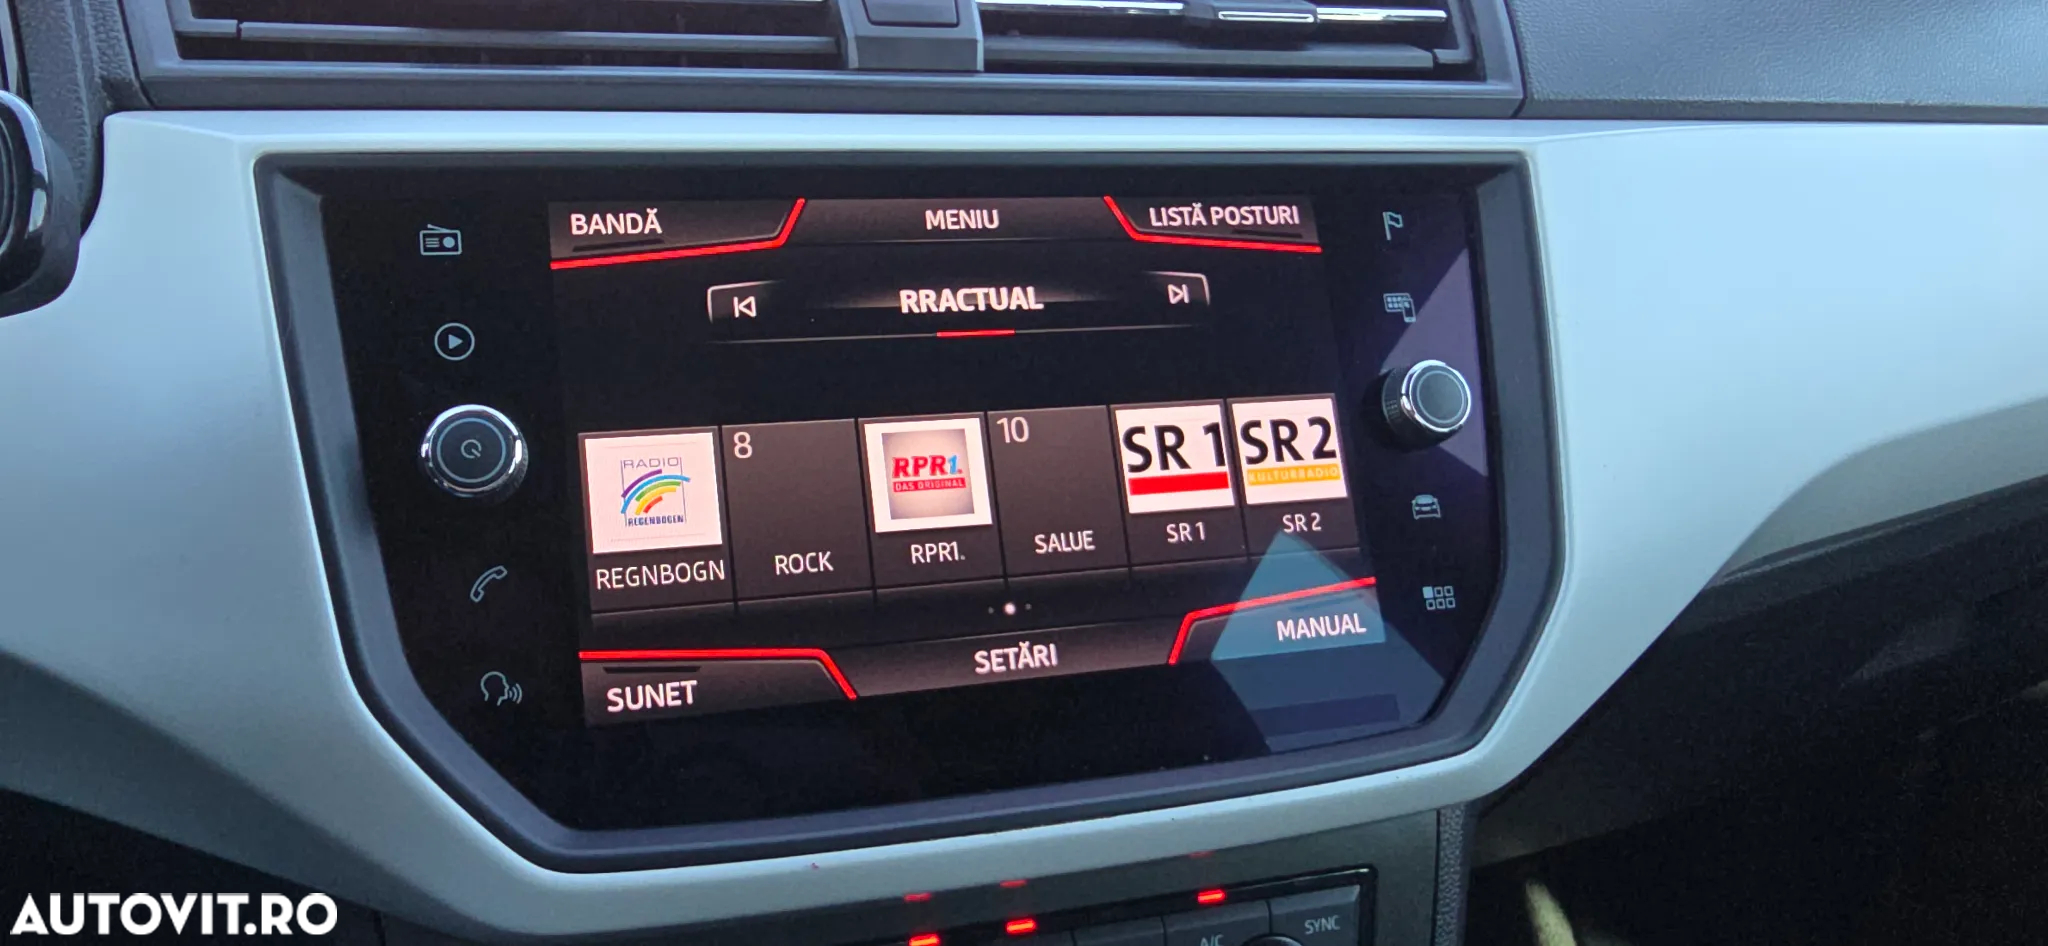 BANDĂ
MENIU
LISTĂ POSTURI
RRACTUAL
RADIO
REGENBOGEN
REGNBOGN
8
ROCK
RPR1.
DAS ORIGINAL
RPR1.
10
SALUE
SR 1
SR 1
SR 2
KULTURRADIO
SR 2
SUNET
SETĂRI
MANUAL
A/C
SYNC
AUTOVIT.RO